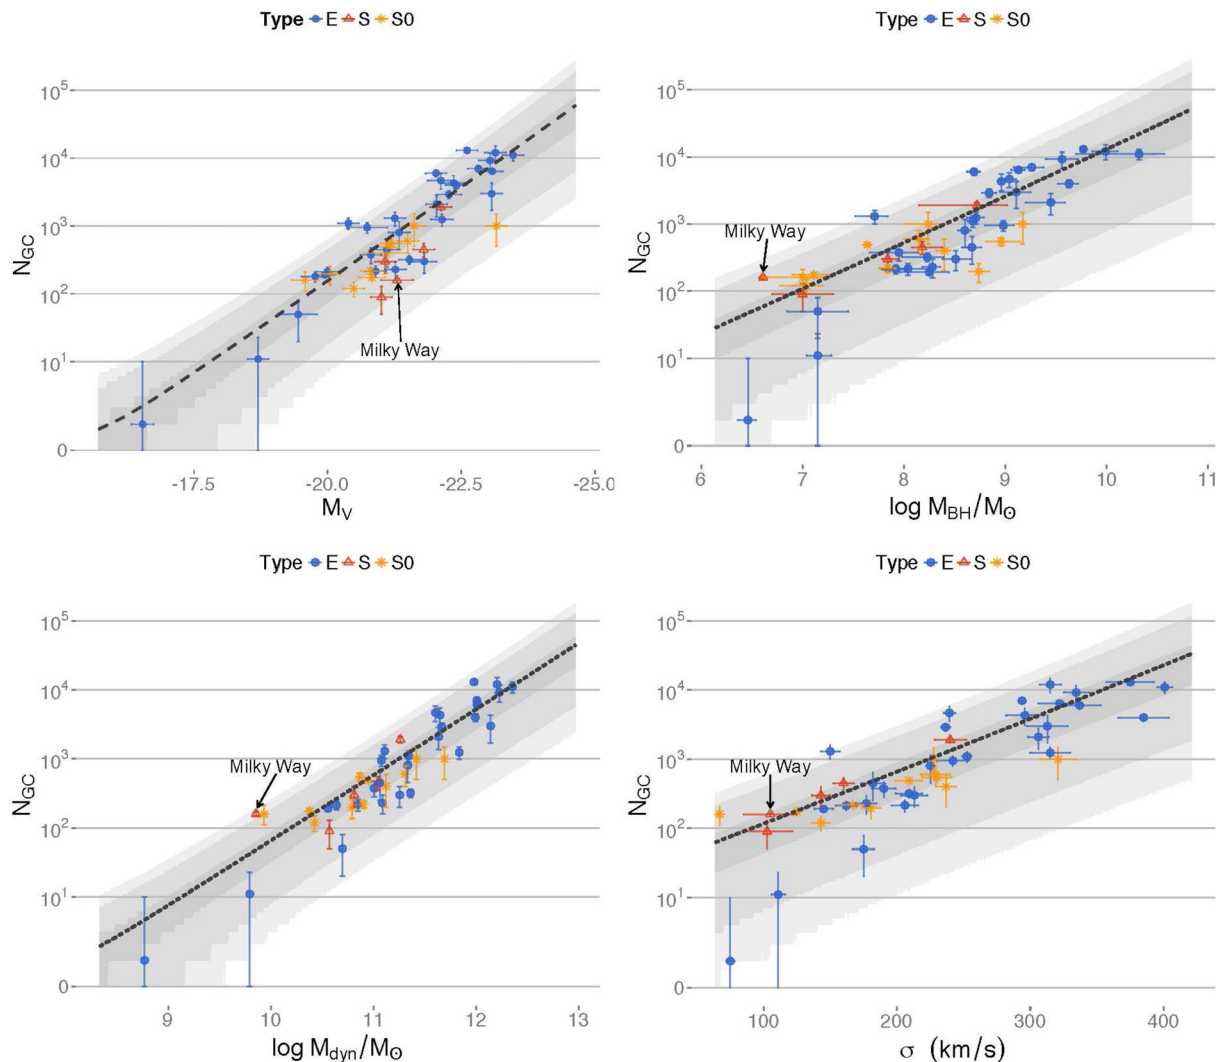 Type E S S0
N_GC
10^5
10^4
10^3
10^2
10^1
0
Milky Way
-17.5 -20.0 -22.5 -25.0
M_V
Type E S S0
N_GC
10^5
10^4
10^3
10^2
10^1
0
Milky Way
6 7 8 9 10 11
log M_BH/M_⊙
Type E S S0
N_GC
10^5
10^4
10^3
10^2
10^1
0
Milky Way
9 10 11 12 13
log M_dyn/M_⊙
Type E S S0
N_GC
10^5
10^4
10^3
10^2
10^1
0
Milky Way
100 200 300 400
σ (km/s)